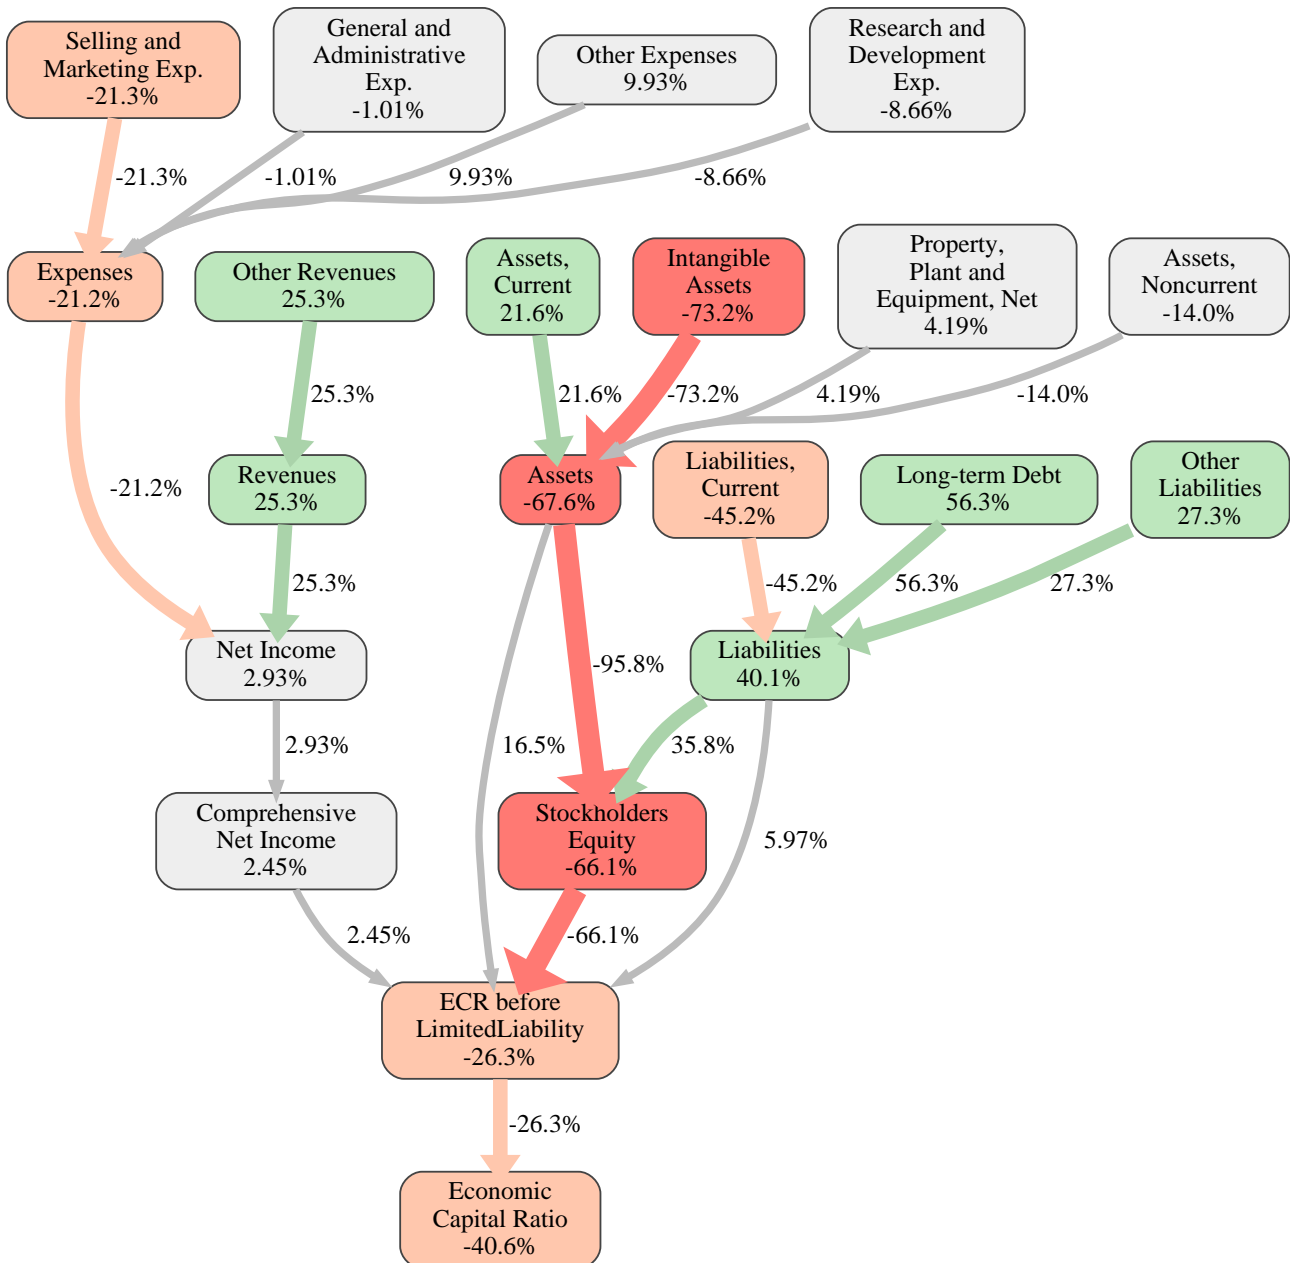 Selling and
Marketing Exp.
-21.3%
General and
Administrative
Exp.
-1.01%
Other Expenses
9.93%
Research and
Development
Exp.
-8.66%
-21.3%
-1.01%
9.93%
-8.66%
Expenses
-21.2%
Other Revenues
25.3%
Assets,
Current
21.6%
Intangible
Assets
-73.2%
Property,
Plant and
Equipment, Net
4.19%
Assets,
Noncurrent
-14.0%
25.3%
21.6%
-73.2%
4.19%
-14.0%
-21.2%
Revenues
25.3%
Assets
-67.6%
Liabilities,
Current
-45.2%
Long-term Debt
56.3%
Other
Liabilities
27.3%
25.3%
-45.2%
56.3%
27.3%
Net Income
2.93%
-95.8%
Liabilities
40.1%
2.93%
16.5%
35.8%
Comprehensive
Net Income
2.45%
Stockholders
Equity
-66.1%
5.97%
2.45%
-66.1%
ECR before
LimitedLiability
-26.3%
-26.3%
Economic
Capital Ratio
-40.6%